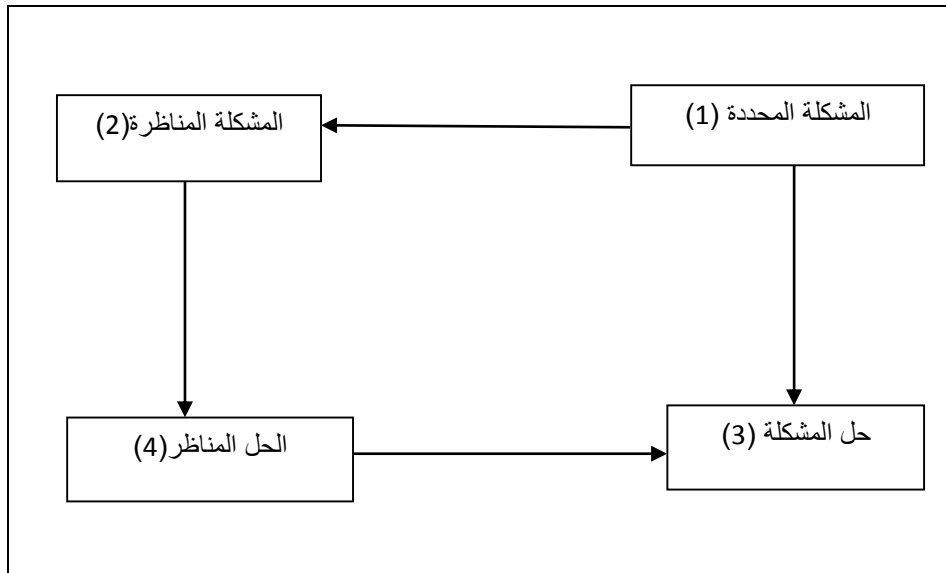 المشكلة المحددة (1)
المشكلة المناظرة(2)
حل المشكلة (3)
الحل المناظر(4)